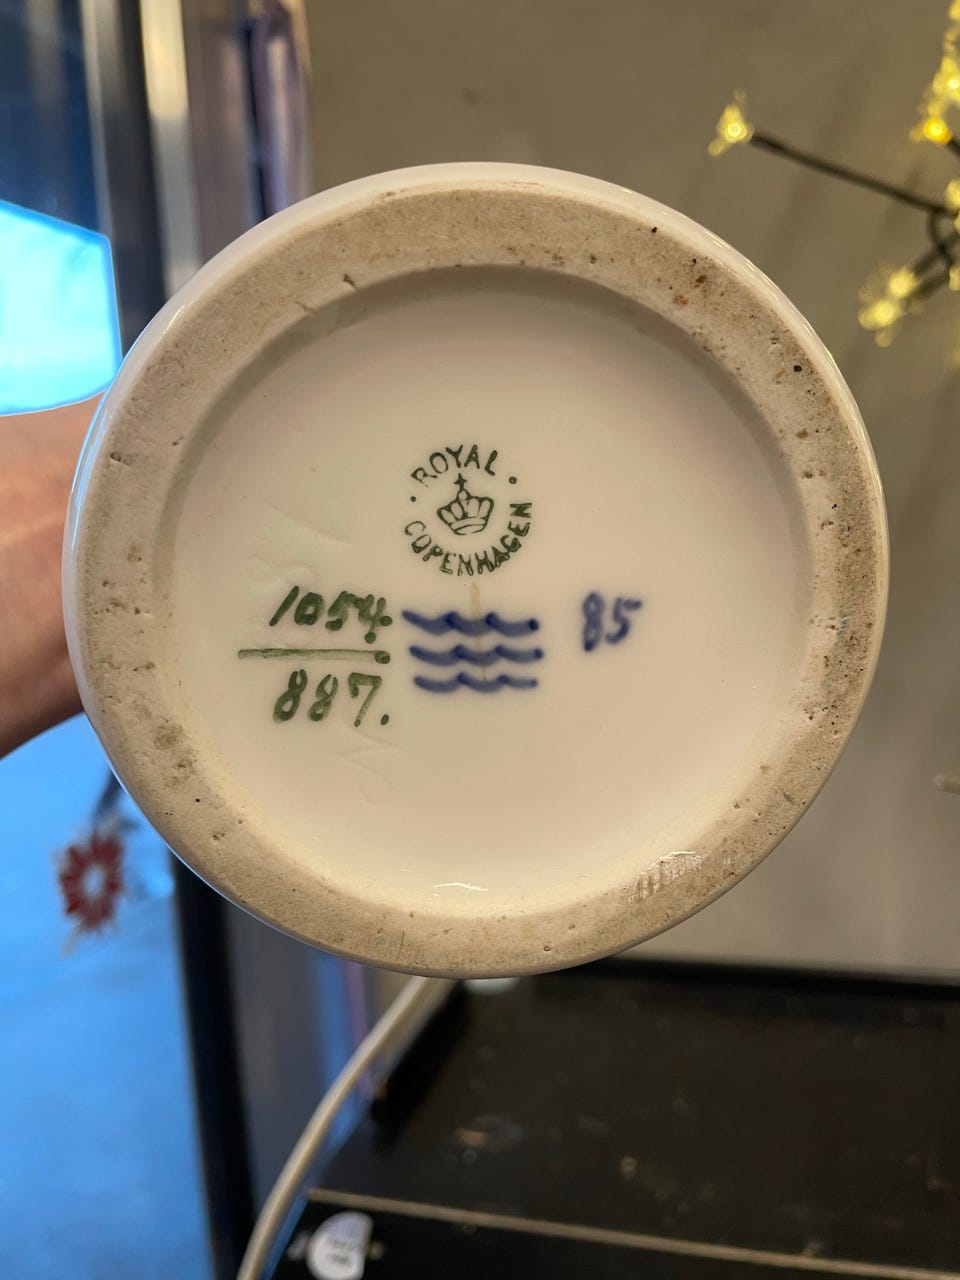 ROYAL
COPENHAGEN
1054
887.
85